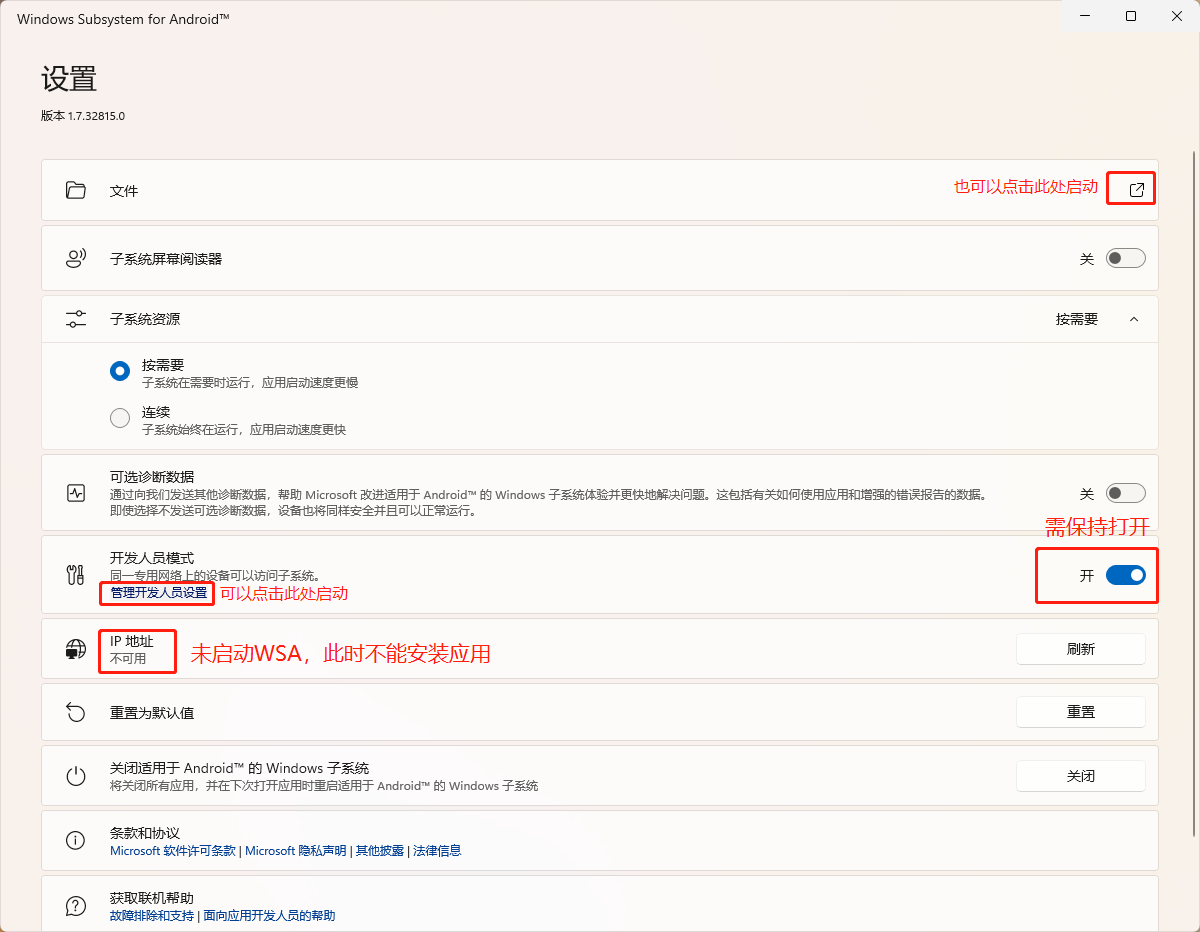 Windows Subsystem for Android™
设置
版本 1.7.32815.0
文件
也可以点击此处启动
子系统屏幕阅读器
关
子系统资源
按需要
按需要
子系统在需要时运行，应用启动速度更慢
连续
子系统始终在运行，应用启动速度更快
可选诊断数据
通过向我们发送其他诊断数据，帮助 Microsoft 改进适用于 Android™ 的 Windows 子系统体验并更快地解决问题。这包括有关如何使用应用和增强的错误报告的数据。
即使选择不发送可选诊断数据，设备也将同样安全并且可以正常运行。
关
需保持打开
开发人员模式
同一专用网络上的设备可以访问子系统。
管理开发人员设置
可以点击此处启动
开
IP 地址
不可用
未启动WSA，此时不能安装应用
刷新
重置为默认值
重置
关闭适用于 Android™ 的 Windows 子系统
将关闭所有应用，并在下次打开应用时重启适用于 Android™ 的 Windows 子系统
关闭
条款和协议
Microsoft 软件许可条款 | Microsoft 隐私声明 | 其他披露 | 法律信息
获取联机帮助
故障排除和支持 | 面向应用开发人员的帮助